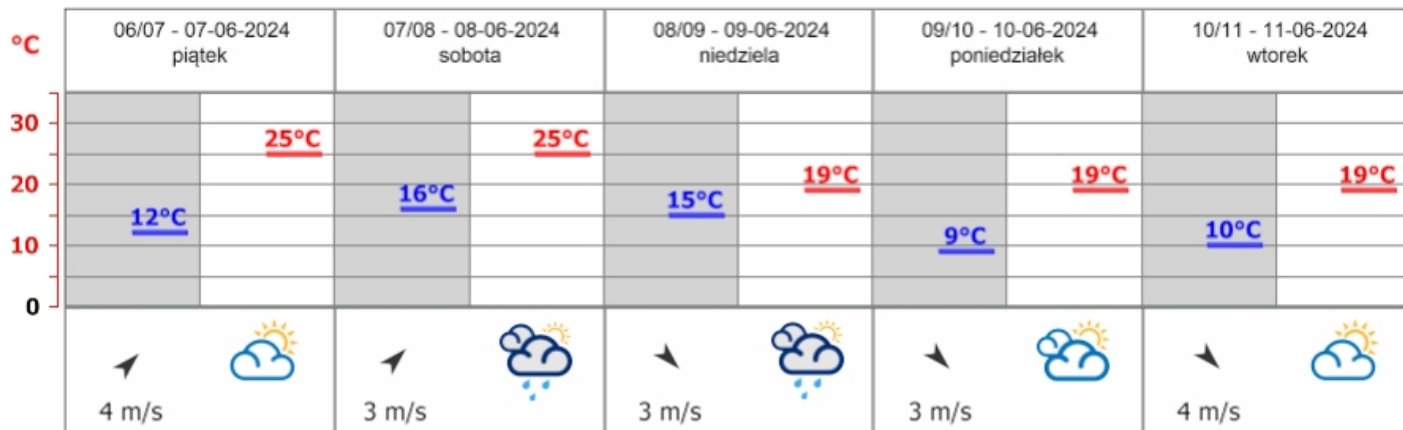 °C
06/07 - 07-06-2024
piątek
07/08 - 08-06-2024
sobota
08/09 - 09-06-2024
niedziela
09/10 - 10-06-2024
poniedziałek
10/11 - 11-06-2024
wtorek
30
20
10
0
12°C
25°C
16°C
25°C
15°C
19°C
9°C
19°C
10°C
19°C
4 m/s
3 m/s
3 m/s
3 m/s
4 m/s